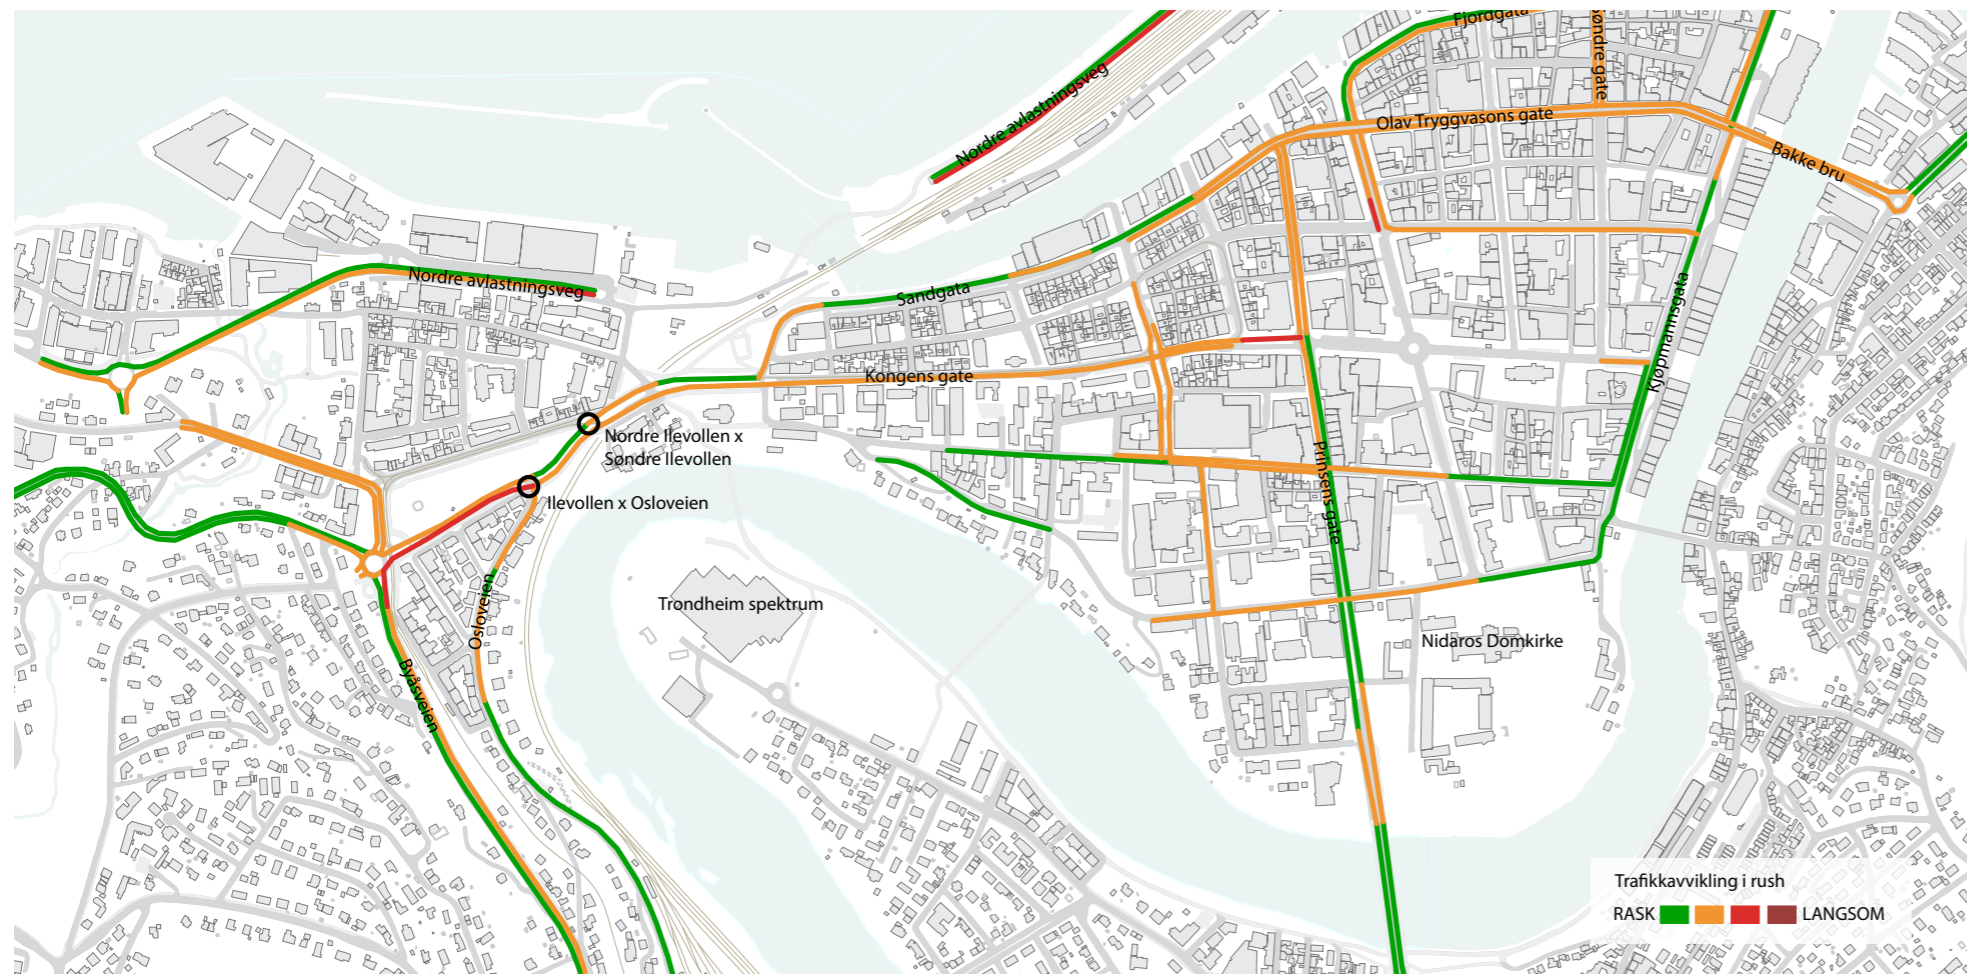 Fjordgata
Søndre gate
Nordre avlastningsveg
Olav Tryggvasons gate
Bakke bru
Nordre avlastningsveg
Sandgata
Kjøpmannsgata
Kongens gate
Nordre Ilevollen x
Søndre Ilevollen
Prinsens gate
Ilevollen x Osloveien
Osloveien
Trondheim spektrum
Nidaros Domkirke
Byåsveien
Trafikkavvikling i rush
RASK LANGSOM